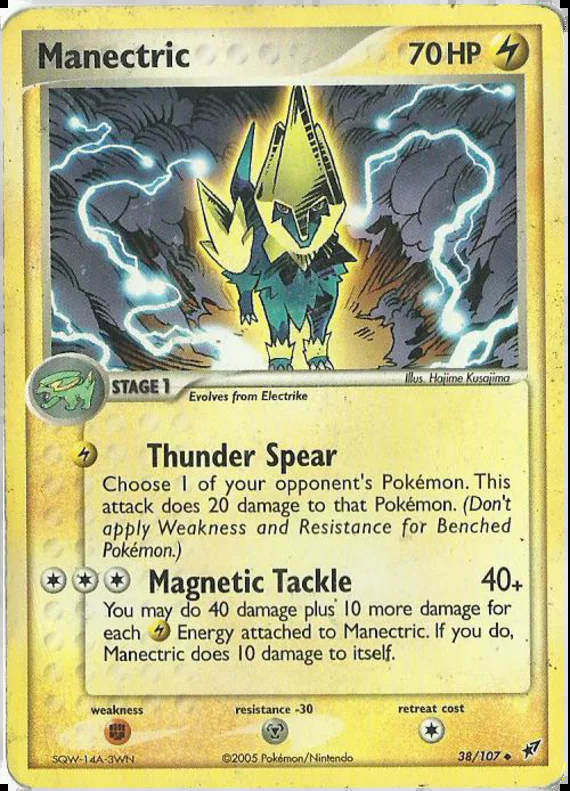 Manectric 70 HP
Illus. Hajime Kusajima
STAGE 1
Evolves from Electrike
Thunder Spear
Choose 1 of your opponent's Pokémon. This
attack does 20 damage to that Pokémon. (Don't
apply Weakness and Resistance for Benched
Pokémon.)
Magnetic Tackle 40+
You may do 40 damage plus 10 more damage for
each Energy attached to Manectric. If you do,
Manectric does 10 damage to itself.
weakness resistance -30 retreat cost
SQW-14A-3WN ©2005 Pokémon/Nintendo 38/107